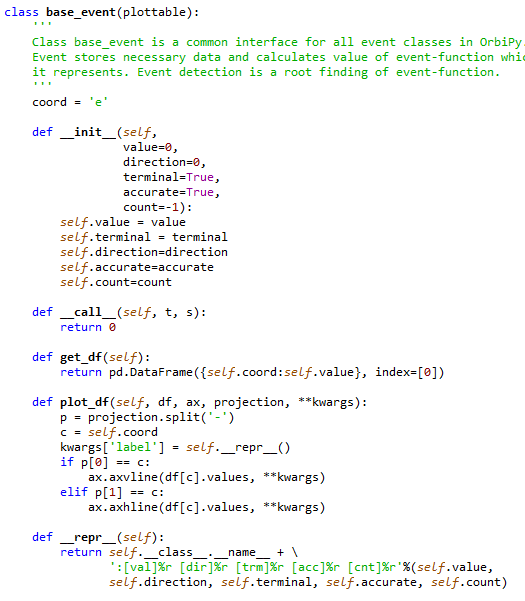 class base_event(plottable):
    '''
    Class base_event is a common interface for all event classes in OrbiPy.
    Event stores necessary data and calculates value of event-function
    it represents. Event detection is a root finding of event-function.
    '''
    coord = 'e'

    def __init__(self,
                 value=0,
                 direction=0,
                 terminal=True,
                 accurate=True,
                 count=-1):
        self.value = value
        self.terminal = terminal
        self.direction=direction
        self.accurate=accurate
        self.count=count

    def __call__(self, t, s):
        return 0

    def get_df(self):
        return pd.DataFrame({self.coord:self.value}, index=[0])

    def plot_df(self, df, ax, projection, **kwargs):
        p = projection.split('-')
        c = self.coord
        kwargs['label'] = self.__repr__()
        if p[0] == c:
            ax.axvline(df[c].values, **kwargs)
        elif p[1] == c:
            ax.axhline(df[c].values, **kwargs)

    def __repr__(self):
        return self.__class__.__name__ + \
               ':[val]%r [dir]%r [trm]%r [acc]%r [cnt]%r'%(self.value,
               self.direction, self.terminal, self.accurate, self.count)